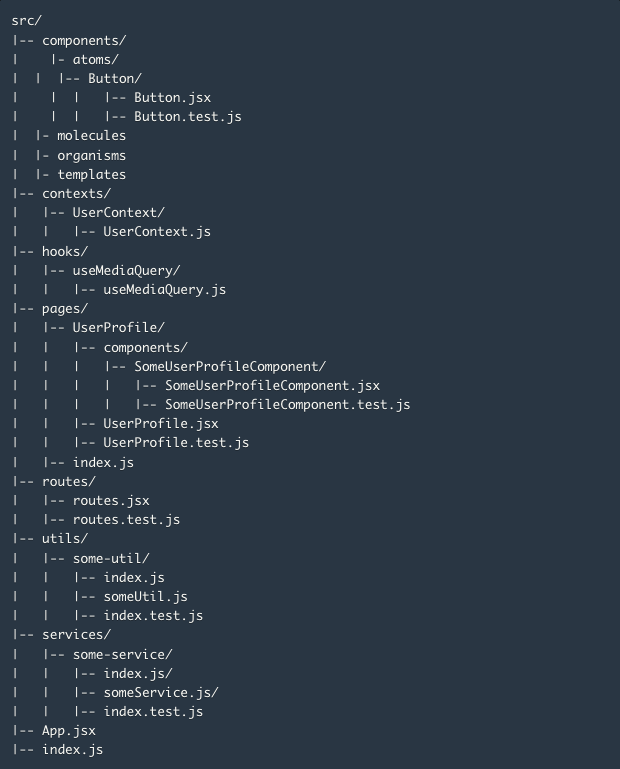 src/
|-- components/
|    |- atoms/
|  |  |-- Button/
|    |  |   |-- Button.jsx
|    |  |   |-- Button.test.js
|  |- molecules
|  |- organisms
|  |- templates
|-- contexts/
|   |-- UserContext/
|   |   |-- UserContext.js
|-- hooks/
|   |-- useMediaQuery/
|   |   |-- useMediaQuery.js
|-- pages/
|   |-- UserProfile/
|   |   |-- components/
|   |   |   |-- SomeUserProfileComponent/
|   |   |   |   |-- SomeUserProfileComponent.jsx
|   |   |   |   |-- SomeUserProfileComponent.test.js
|   |   |-- UserProfile.jsx
|   |   |-- UserProfile.test.js
|   |-- index.js
|-- routes/
|   |-- routes.jsx
|   |-- routes.test.js
|-- utils/
|   |-- some-util/
|   |   |-- index.js
|   |   |-- someUtil.js
|   |   |-- index.test.js
|-- services/
|   |-- some-service/
|   |   |-- index.js/
|   |   |-- someService.js/
|   |   |-- index.test.js
|-- App.jsx
|-- index.js